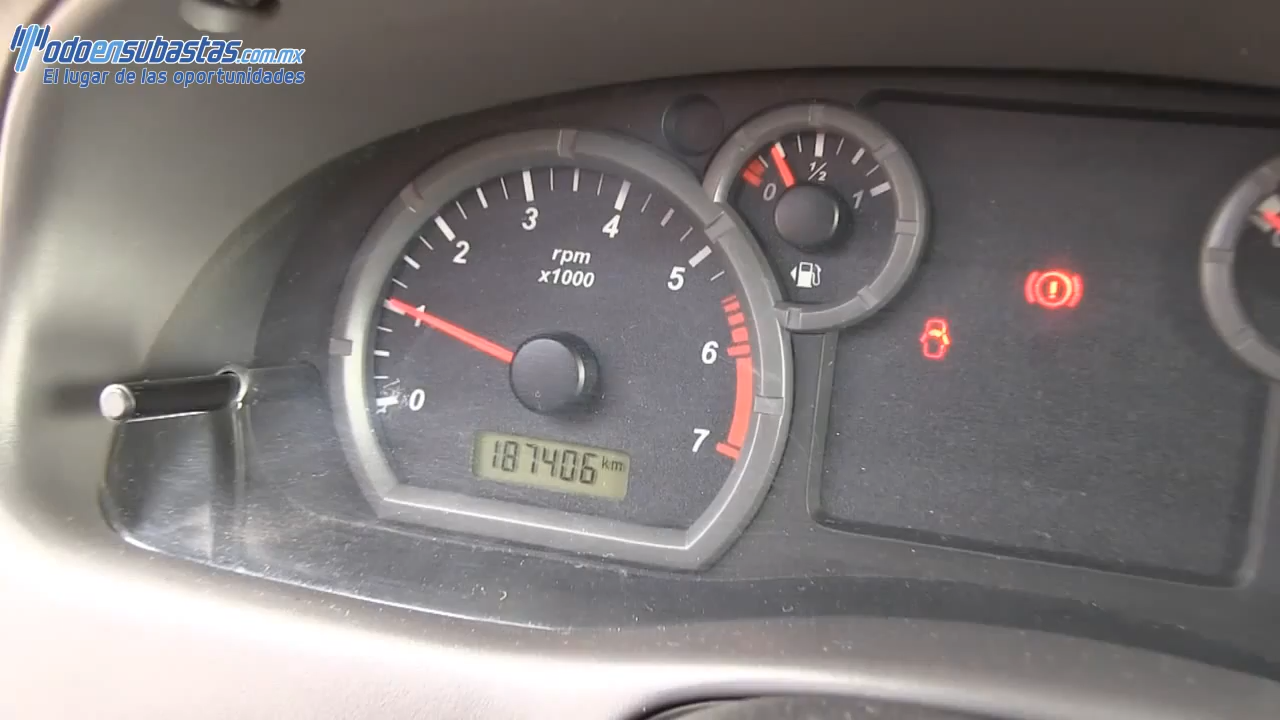 Todoensubastas.com.mx
El lugar de las oportunidades
0
1
2
3
4
5
6
7
rpm
x1000
187406 km
0
1/2
1